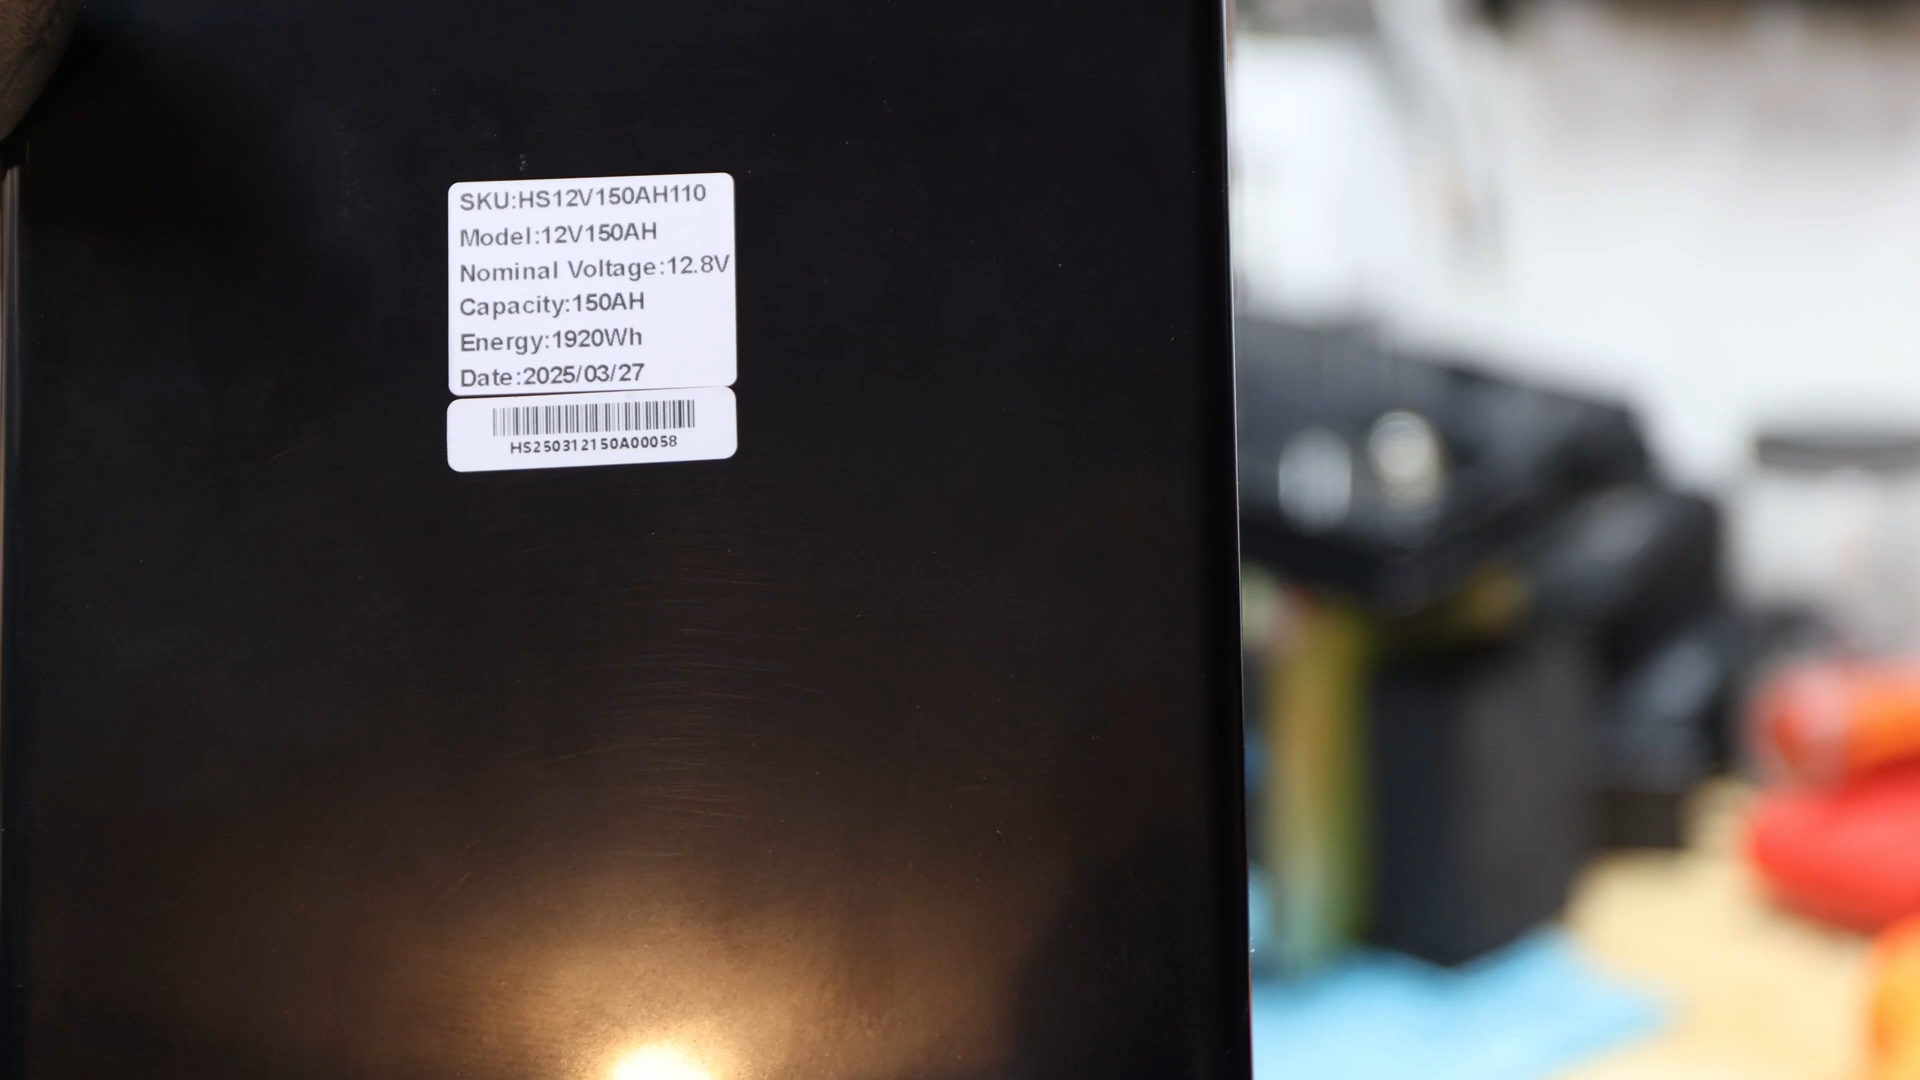 SKU:HS12V150AH110
Model:12V150AH
Nominal Voltage:12.8V
Capacity:150AH
Energy:1920Wh
Date:2025/03/27
HS250312150A00058